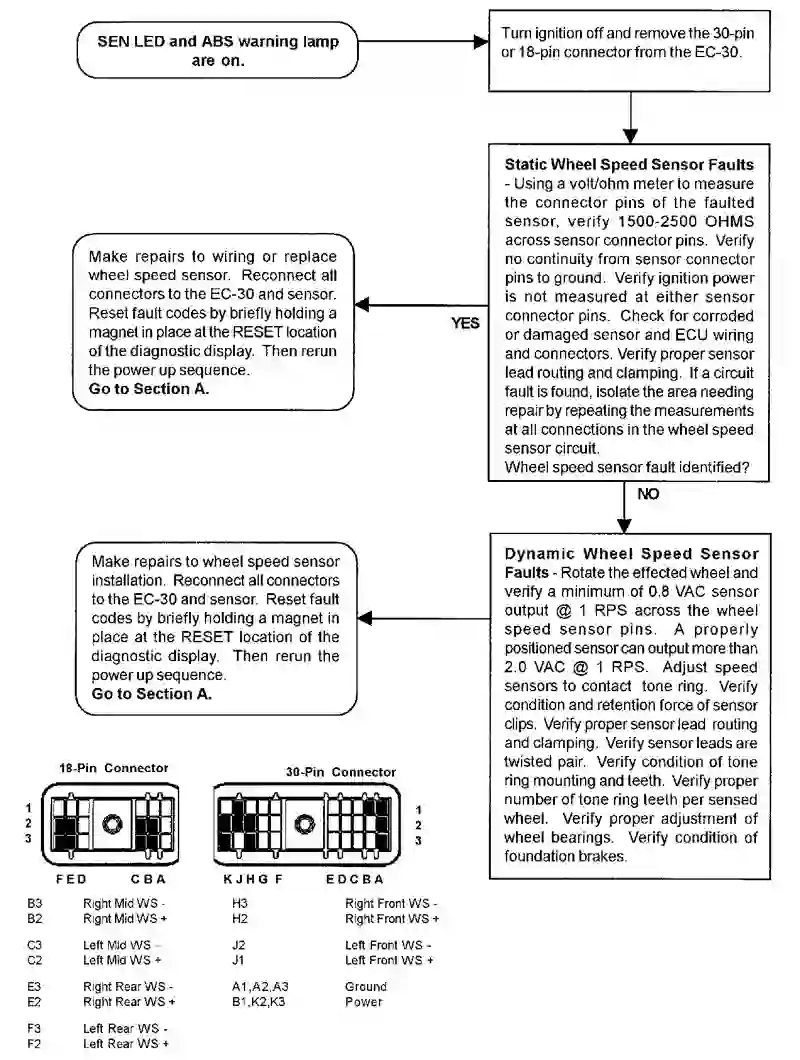 SEN LED and ABS warning lamp
are on.
Turn ignition off and remove the 30-pin
or 18-pin connector from the EC-30.
Static Wheel Speed Sensor Faults
- Using a volt/ohm meter to measure
the connector pins of the faulted
sensor, verify 1500-2500 OHMS
across sensor connector pins. Verify
no continuity from sensor connector
pins to ground. Verify ignition power
is not measured at either sensor
connector pins. Check for corroded
or damaged sensor and ECU wiring
and connectors. Verify proper sensor
lead routing and clamping. If a circuit
fault is found, isolate the area needing
repair by repeating the measurements
at all connections in the wheel speed
sensor circuit.
Wheel speed sensor fault identified?
YES
Make repairs to wiring or replace
wheel speed sensor. Reconnect all
connectors to the EC-30 and sensor.
Reset fault codes by briefly holding a
magnet in place at the RESET location
of the diagnostic display. Then rerun
the power up sequence.
Go to Section A.
NO
Dynamic Wheel Speed Sensor
Faults - Rotate the effected wheel and
verify a minimum of 0.8 VAC sensor
output @ 1 RPS across the wheel
speed sensor pins. A properly
positioned sensor can output more than
2.0 VAC @ 1 RPS. Adjust speed
sensors to contact tone ring. Verify
condition and retention force of sensor
clips. Verify proper sensor lead routing
and clamping. Verify sensor leads are
twisted pair. Verify condition of tone
ring mounting and teeth. Verify proper
number of tone ring teeth per sensed
wheel. Verify proper adjustment of
wheel bearings. Verify condition of
foundation brakes.
Make repairs to wheel speed sensor
installation. Reconnect all connectors
to the EC-30 and sensor. Reset fault
codes by briefly holding a magnet in
place at the RESET location of the
diagnostic display. Then rerun the
power up sequence.
Go to Section A.
18-Pin Connector
1
2
3
F E D C B A
B3 Right Mid WS -
B2 Right Mid WS +
C3 Left Mid WS -
C2 Left Mid WS +
E3 Right Rear WS -
E2 Right Rear WS +
F3 Left Rear WS -
F2 Left Rear WS +
30-Pin Connector
1
2
3
K J H G F E D C B A
H3 Right Front WS -
H2 Right Front WS +
J2 Left Front WS -
J1 Left Front WS +
A1,A2,A3 Ground
B1,K2,K3 Power